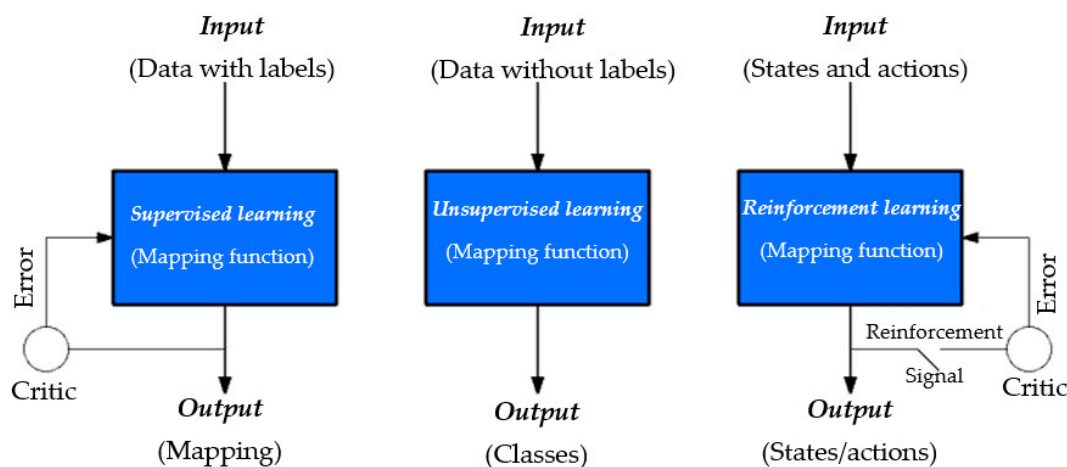 Input
(Data with labels)
Supervised learning
(Mapping function)
Error
Critic
Output
(Mapping)
Input
(Data without labels)
Unsupervised learning
(Mapping function)
Output
(Classes)
Input
(States and actions)
Reinforcement learning
(Mapping function)
Error
Reinforcement
Signal
Critic
Output
(States/actions)